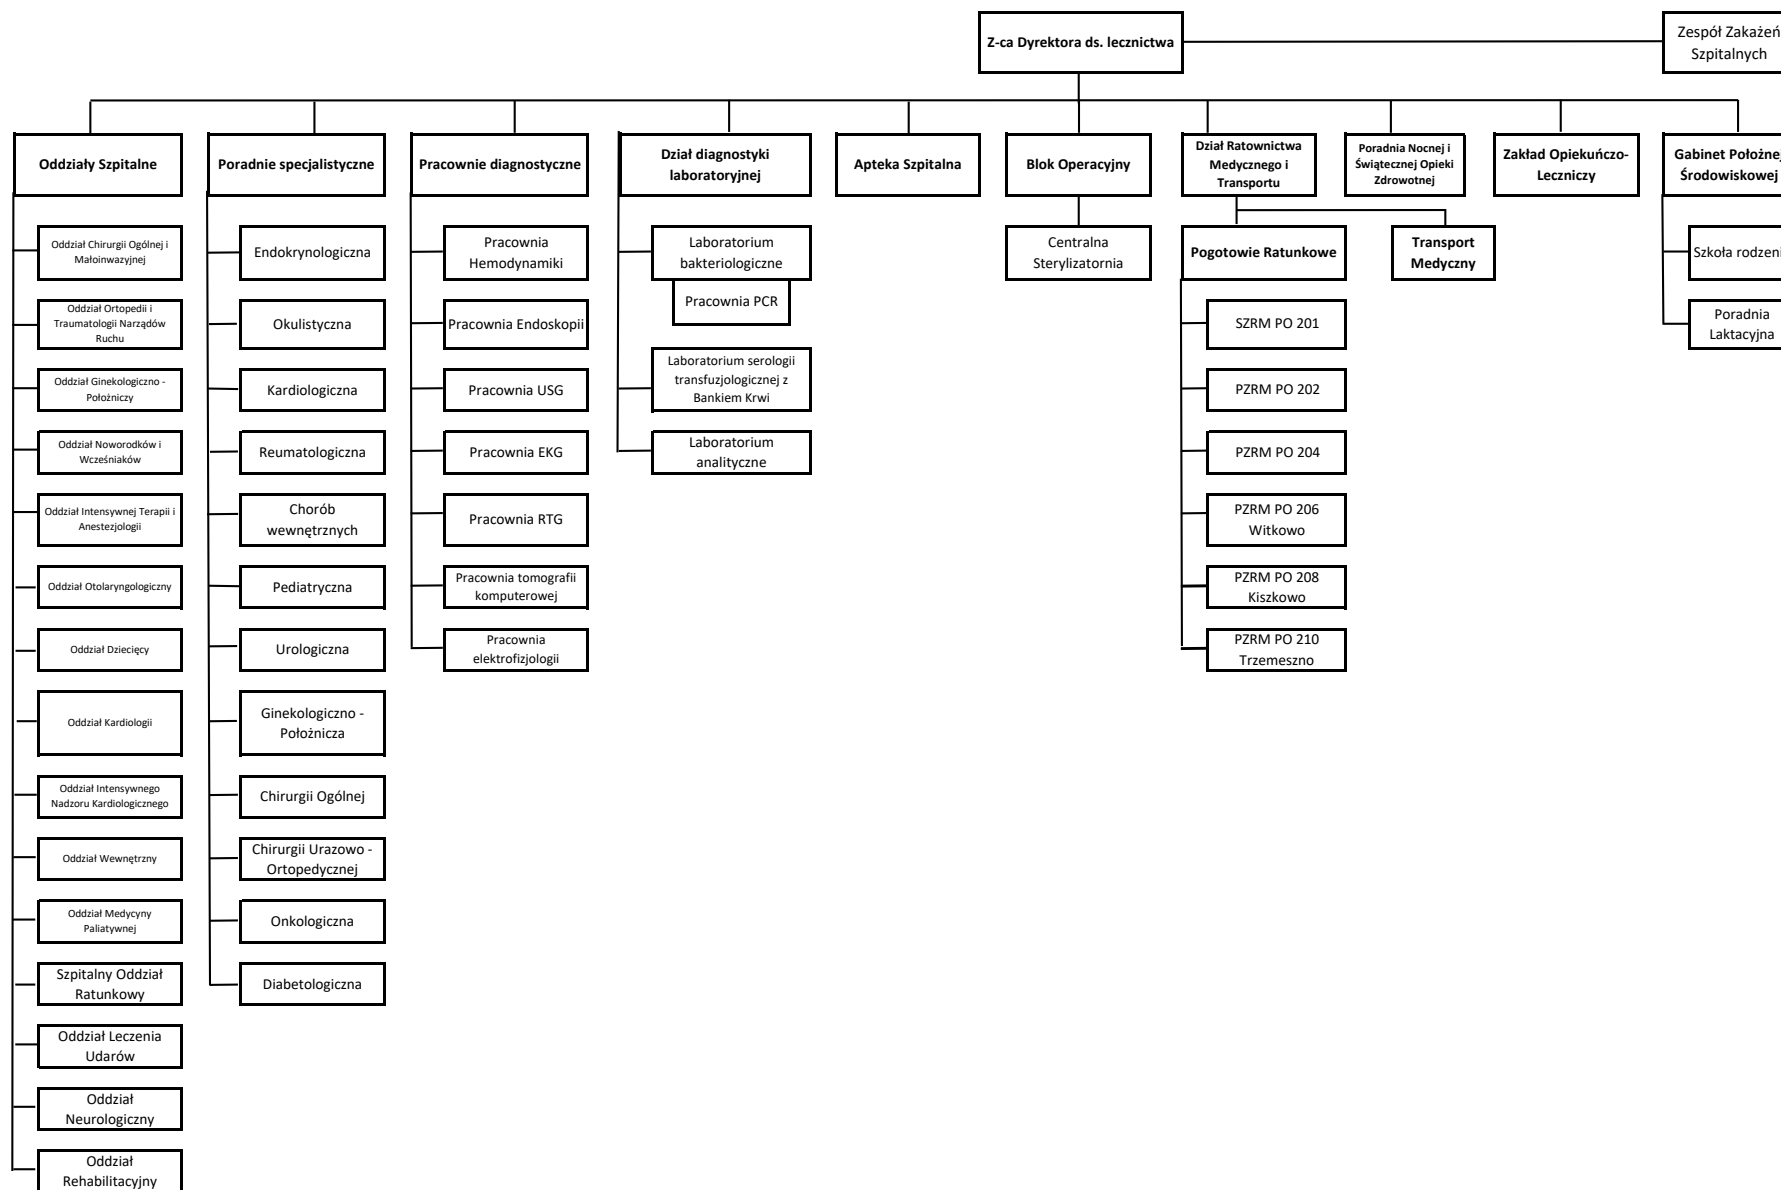 Z-ca Dyrektora ds. lecznictwa
Zespół Zakażeń
Szpitalnych
Oddziały Szpitalne
Poradnie specjalistyczne
Pracownie diagnostyczne
Dział diagnostyki
laboratoryjnej
Apteka Szpitalna
Blok Operacyjny
Dział Ratownictwa
Medycznego i
Transportu
Poradnia Nocnej i
Świątecznej Opieki
Zdrowotnej
Zakład Opiekuńczo-
Leczniczy
Gabinet Położnej
Środowiskowej
Oddział Chirurgii Ogólnej i
Małoinwazyjnej
Oddział Ortopedii i
Traumatologii Narządów
Ruchu
Oddział Ginekologiczno -
Położniczy
Oddział Noworodków i
Wcześniaków
Oddział Intensywnej Terapii i
Anestezjologii
Oddział Otolaryngologiczny
Oddział Dziecięcy
Oddział Kardiologii
Oddział Intensywnego
Nadzoru Kardiologicznego
Oddział Wewnętrzny
Oddział Medycyny
Paliatywnej
Szpitalny Oddział
Ratunkowy
Oddział Leczenia
Udarów
Oddział
Neurologiczny
Oddział
Rehabilitacyjny
Endokrynologiczna
Okulistyczna
Kardiologiczna
Reumatologiczna
Chorób
wewnętrznych
Pediatryczna
Urologiczna
Ginekologiczno -
Położnicza
Chirurgii Ogólnej
Chirurgii Urazowo -
Ortopedycznej
Onkologiczna
Diabetologiczna
Pracownia
Hemodynamiki
Pracownia Endoskopii
Pracownia USG
Pracownia EKG
Pracownia RTG
Pracownia tomografii
komputerowej
Pracownia
elektrofizjologii
Laboratorium
bakteriologiczne
Pracownia PCR
Laboratorium serologii
transfuzjologicznej z
Bankiem Krwi
Laboratorium
analityczne
Centralna
Sterylizatornia
Pogotowie Ratunkowe
Transport
Medyczny
SZRM PO 201
PZRM PO 202
PZRM PO 204
PZRM PO 206
Witkowo
PZRM PO 208
Kiszkowo
PZRM PO 210
Trzemeszno
Szkoła rodzeni
Poradnia
Laktacyjna